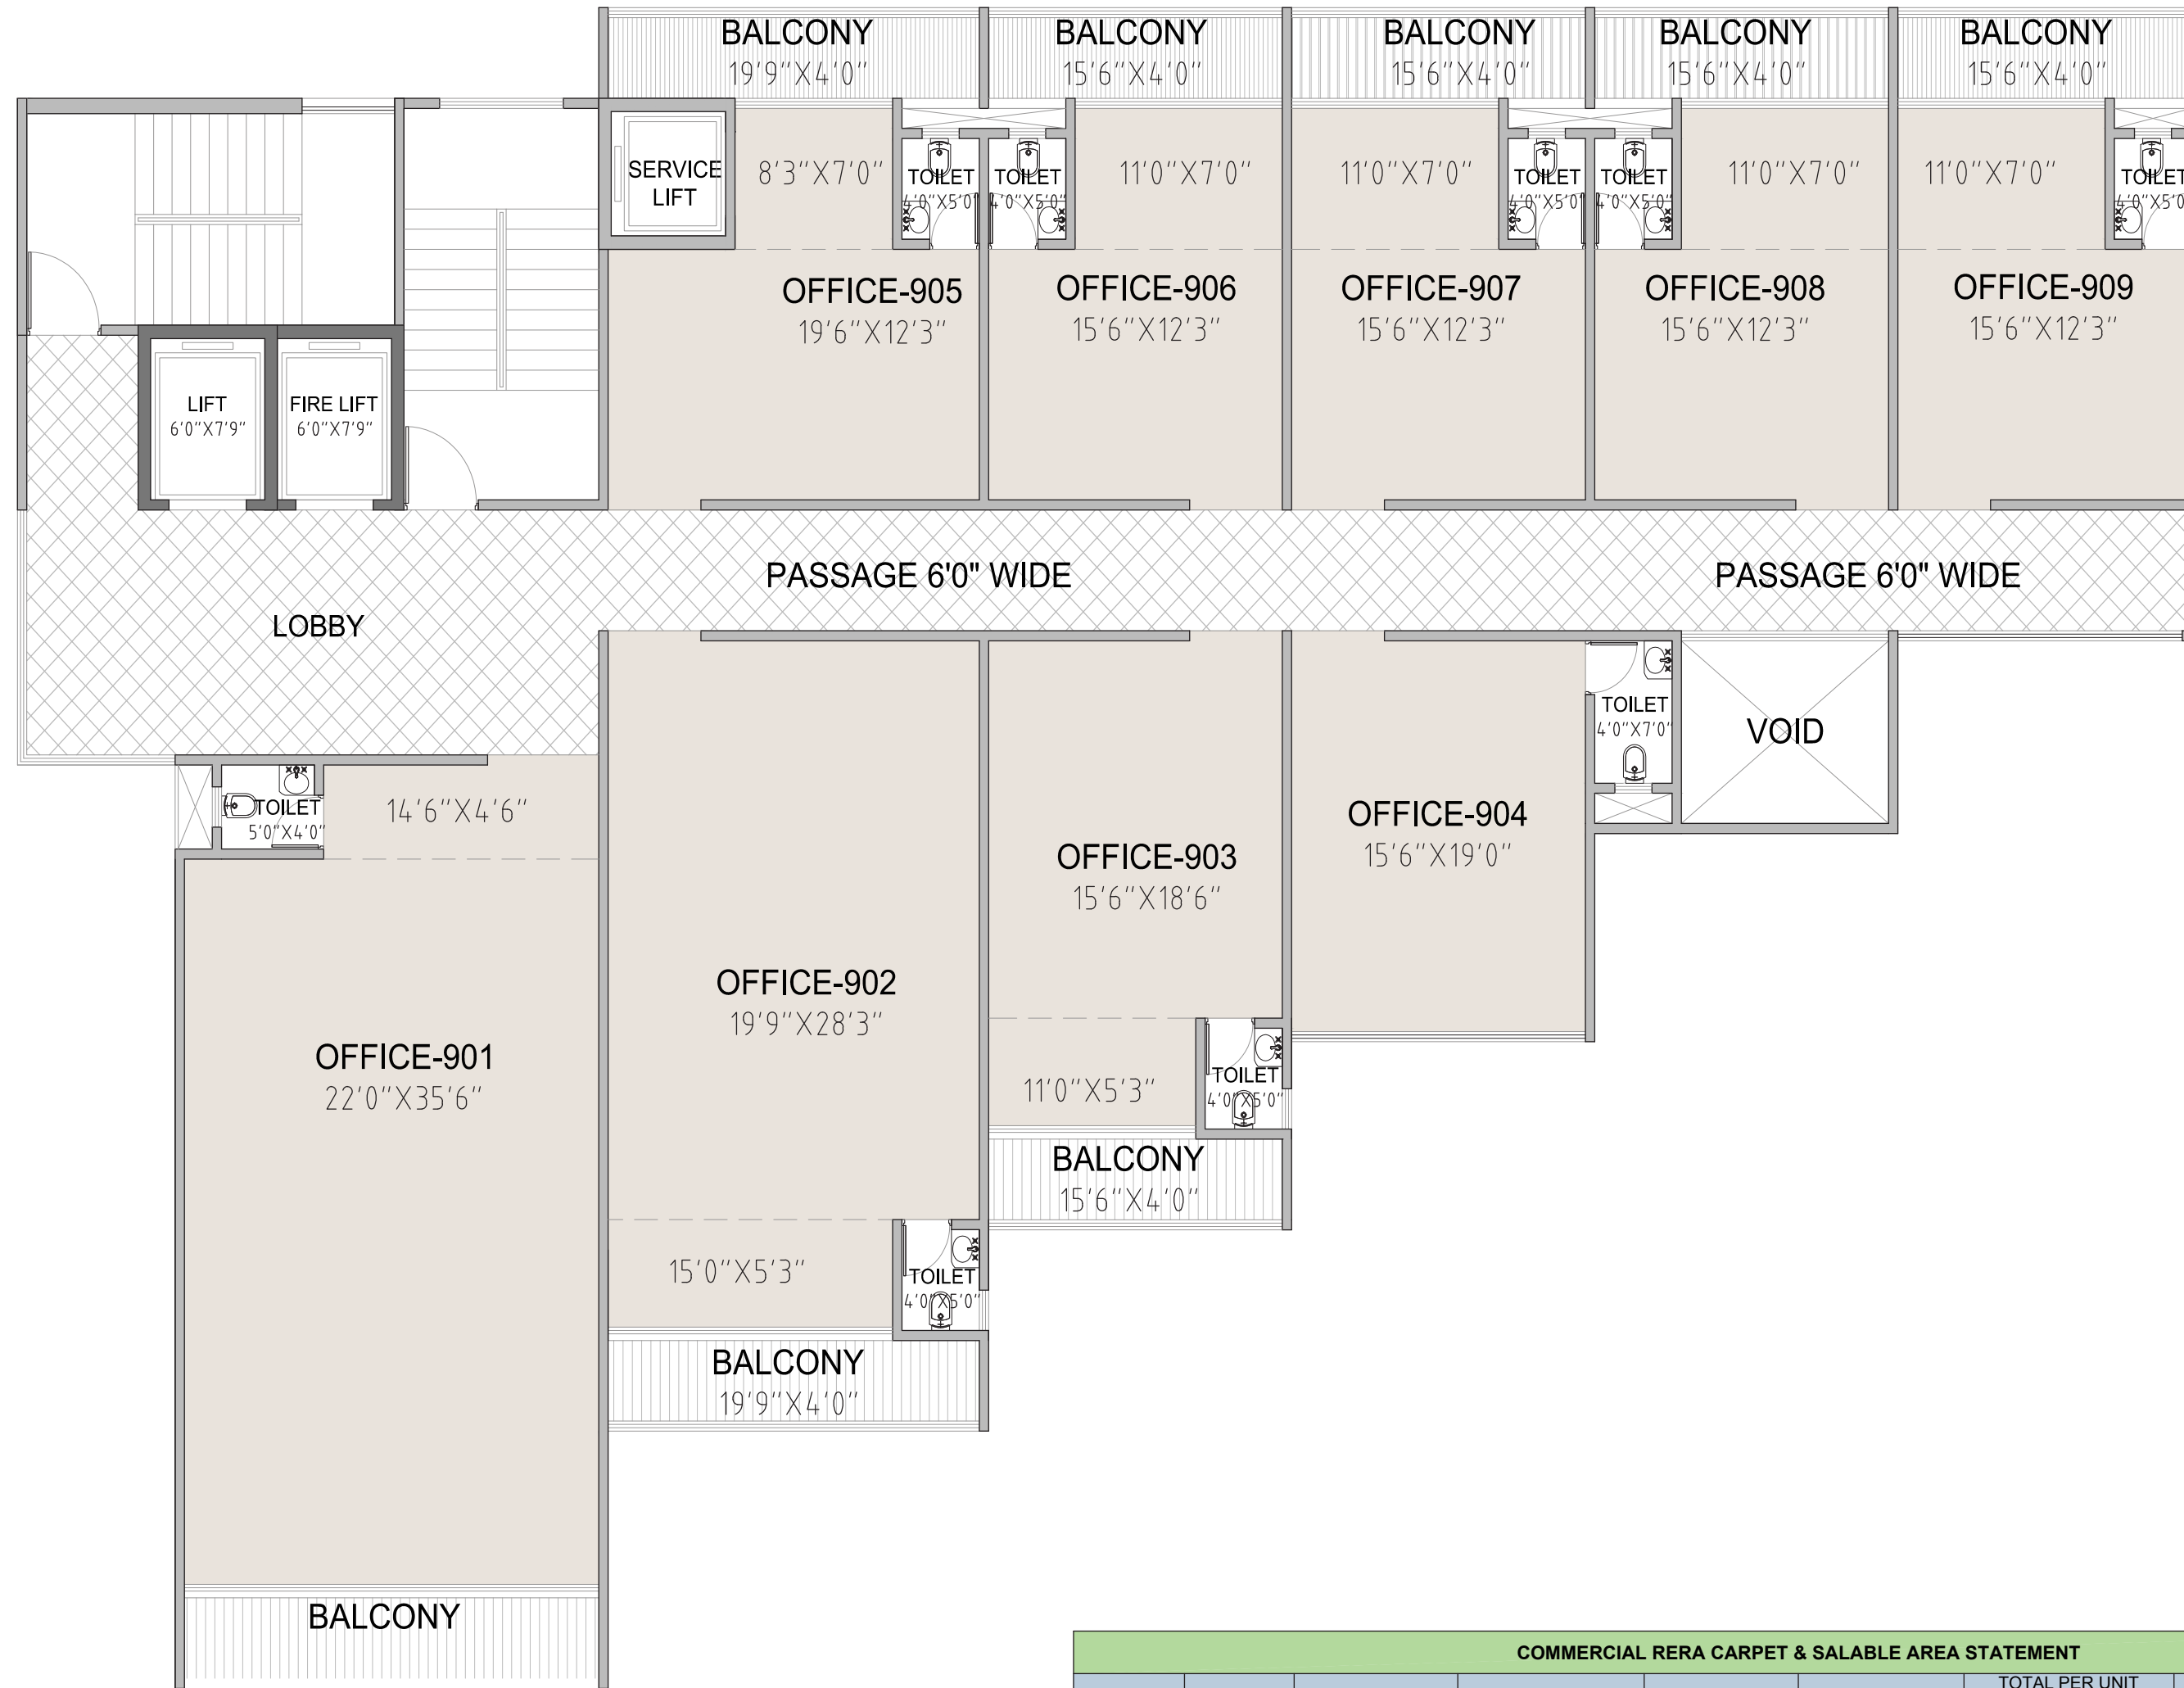 BALCONY
19'9"X4'0"
BALCONY
15'6"X4'0"
BALCONY
15'6"X4'0"
BALCONY
15'6"X4'0"
BALCONY
15'6"X4'0"
SERVICE
LIFT
8'3"X7'0"
TOILET
4'0"X5'0"
TOILET
4'0"X5'0"
11'0"X7'0"
11'0"X7'0"
TOILET
4'0"X5'0"
TOILET
4'0"X5'0"
11'0"X7'0"
11'0"X7'0"
TOILET
4'0"X5'0
OFFICE-905
19'6"X12'3"
OFFICE-906
15'6"X12'3"
OFFICE-907
15'6"X12'3"
OFFICE-908
15'6"X12'3"
OFFICE-909
15'6"X12'3"
LIFT
6'0"X7'9"
FIRE LIFT
6'0"X7'9"
PASSAGE 6'0" WIDE
PASSAGE 6'0" WIDE
LOBBY
TOILET
4'0"X7'0"
VOID
TOILET
5'0"X4'0"
14'6"X4'6"
OFFICE-904
15'6"X19'0"
OFFICE-903
15'6"X18'6"
OFFICE-902
19'9"X28'3"
OFFICE-901
22'0"X35'6"
11'0"X5'3"
TOILET
4'0"X5'0"
BALCONY
15'6"X4'0"
15'0"X5'3"
TOILET
4'0"X5'0"
BALCONY
19'9"X4'0"
BALCONY
COMMERCIAL RERA CARPET & SALABLE AREA STATEMENT
TOTAL PER UNIT